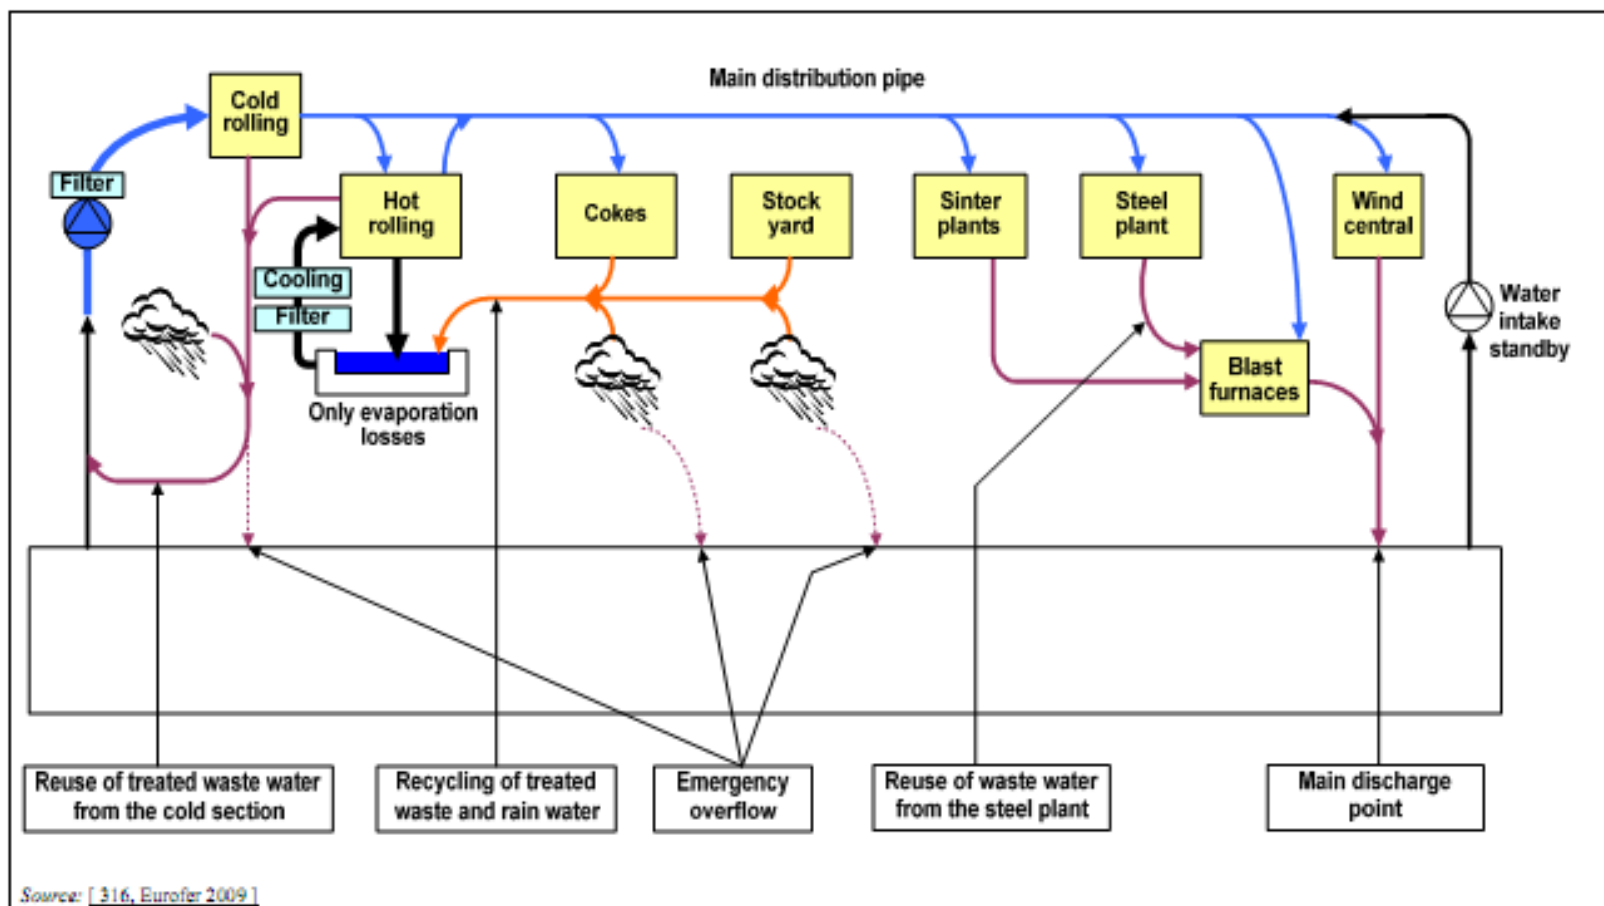 Main distribution pipe
Cold
rolling
Filter
Hot
rolling
Cokes
Stock
yard
Sinter
plants
Steel
plant
Wind
central
Cooling
Filter
Water
intake
standby
Blast
furnaces
Only evaporation
losses
Reuse of treated waste water
from the cold section
Recycling of treated
waste and rain water
Emergency
overflow
Reuse of waste water
from the steel plant
Main discharge
point
Source: [ 316, Eurofer 2009 ]